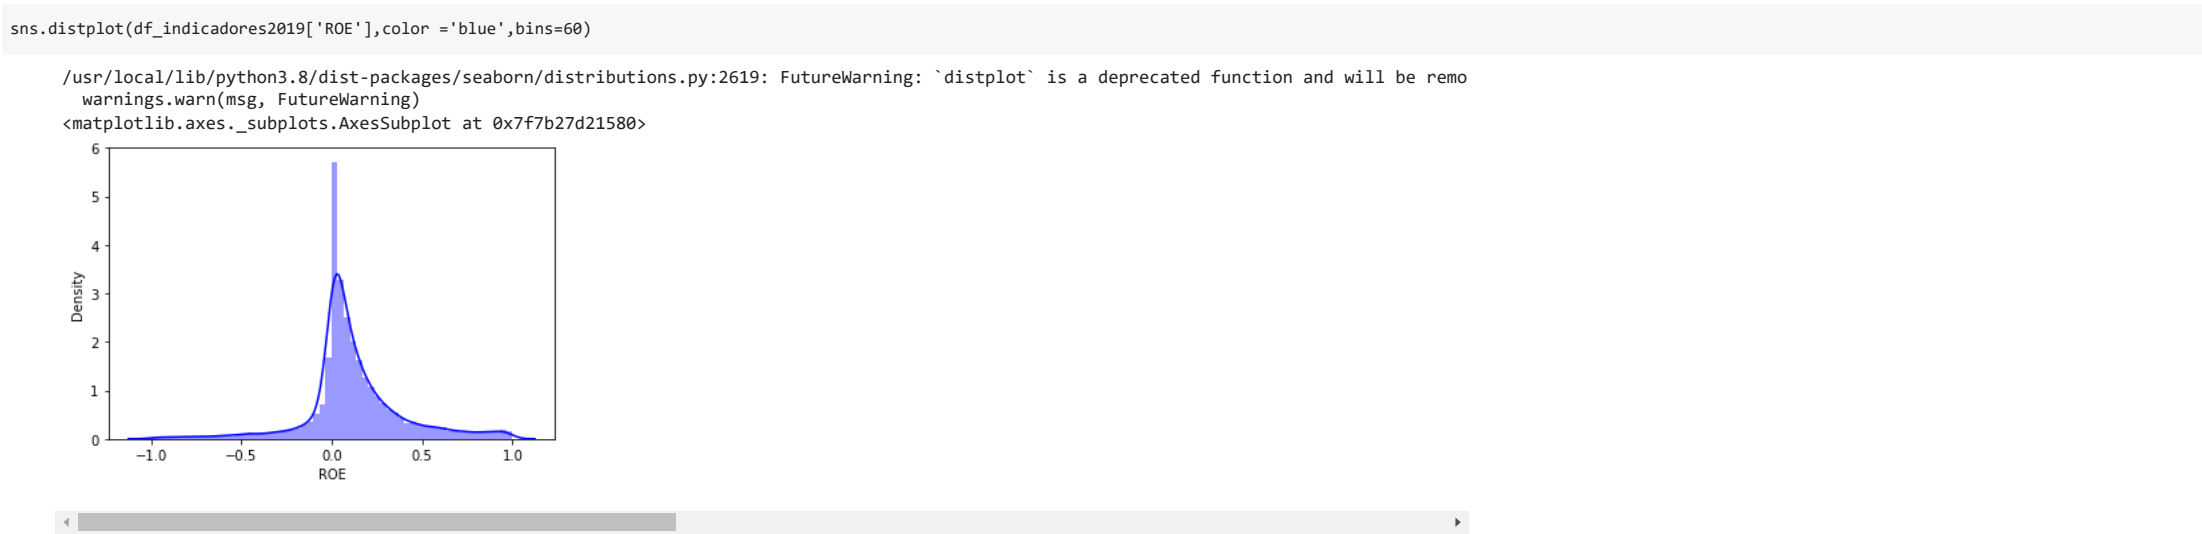 sns.distplot(df_indicadores2019['ROE'],color ='blue',bins=60)
/usr/local/lib/python3.8/dist-packages/seaborn/distributions.py:2619: FutureWarning: `distplot` is a deprecated function and will be remo
warnings.warn(msg, FutureWarning)
<matplotlib.axes._subplots.AxesSubplot at 0x7f7b27d21580>
6
5
4
3
2
1
0
Density
−1.0 −0.5 0.0 0.5 1.0
ROE